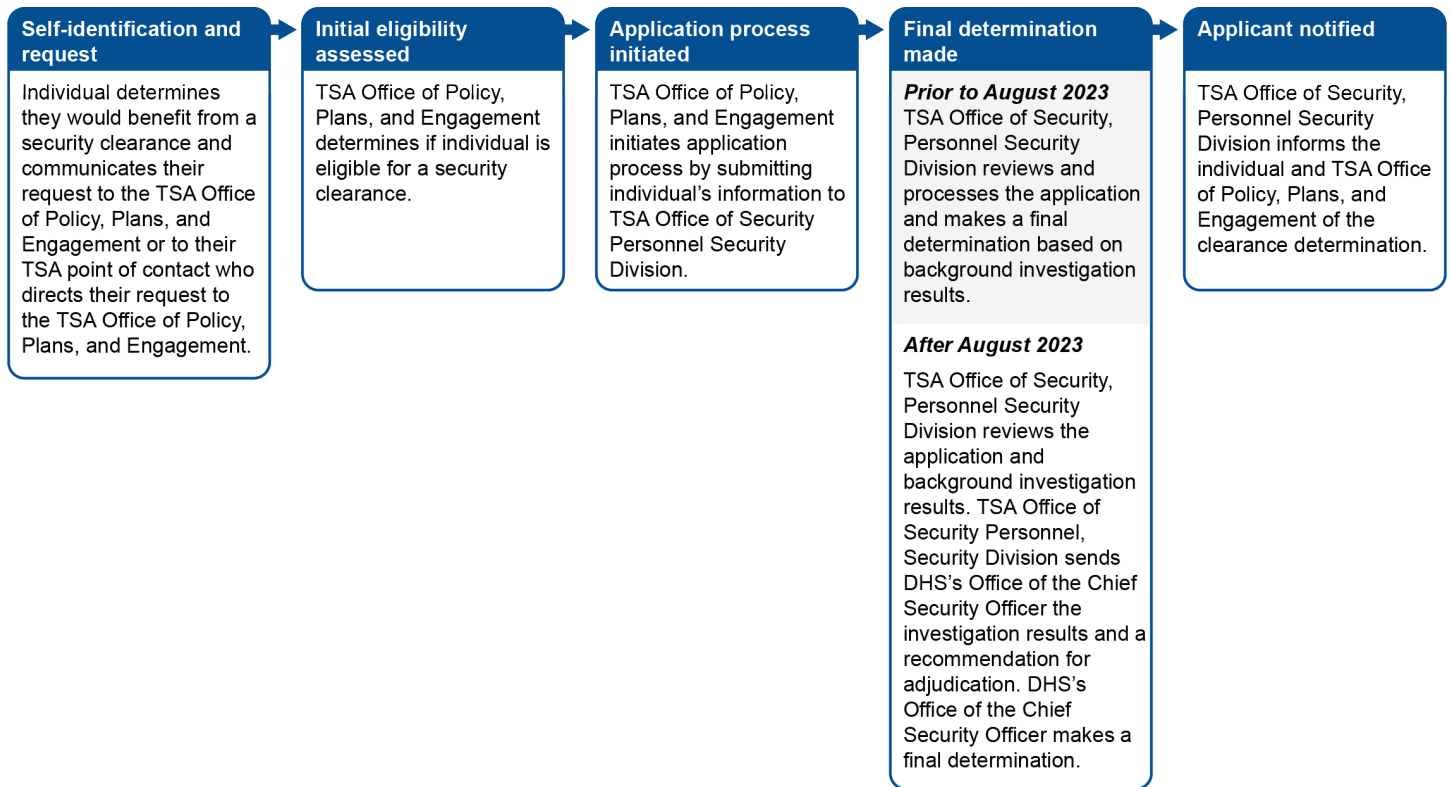 Self-identification and
request
Individual determines
they would benefit from a
security clearance and
communicates their
request to the TSA Office
of Policy, Plans, and
Engagement or to their
TSA point of contact who
directs their request to
the TSA Office of Policy,
Plans, and Engagement.
Initial eligibility
assessed
TSA Office of Policy,
Plans, and Engagement
determines if individual is
eligible for a security
clearance.
Application process
initiated
TSA Office of Policy,
Plans, and Engagement
initiates application
process by submitting
individual’s information to
TSA Office of Security
Personnel Security
Division.
Final determination
made
Prior to August 2023
TSA Office of Security,
Personnel Security
Division reviews and
processes the application
and makes a final
determination based on
background investigation
results.
After August 2023
TSA Office of Security,
Personnel Security
Division reviews the
application and
background investigation
results. TSA Office of
Security Personnel,
Security Division sends
DHS’s Office of the Chief
Security Officer the
investigation results and a
recommendation for
adjudication. DHS’s
Office of the Chief
Security Officer makes a
final determination.
Applicant notified
TSA Office of Security,
Personnel Security
Division informs the
individual and TSA Office
of Policy, Plans, and
Engagement of the
clearance determination.